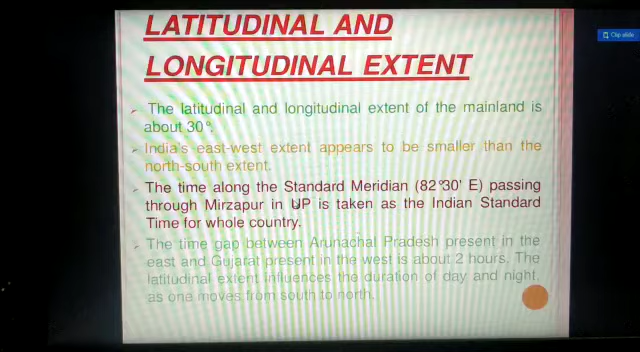 LATITUDINAL AND
LONGITUDINAL EXTENT
The latitudinal and longitudinal extent of the mainland is
about 30°.
India's east-west extent appears to be smaller than the
north-south extent.
The time along the Standard Meridian (82°30' E) passing
through Mirzapur in UP is taken as the Indian Standard
Time for whole country.
The time gap between Arunachal Pradesh present in the
east and Gujarat present in the west is about 2 hours. The
latitudinal extent influences the duration of day and night,
as one moves from south to north.
Clip slide